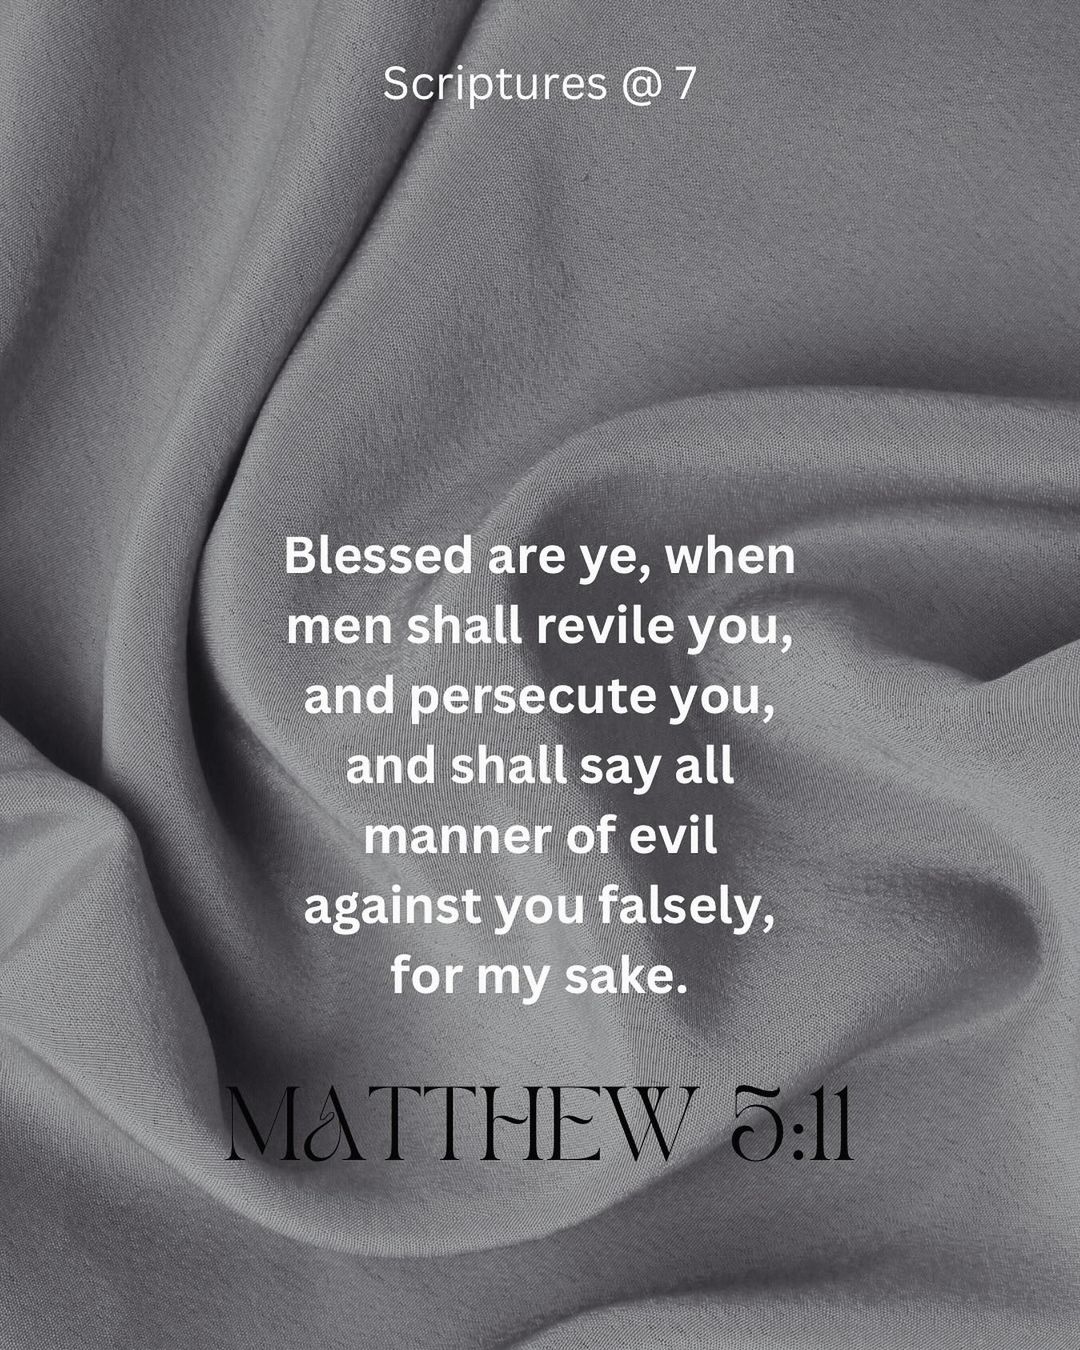 Scriptures @ 7
Blessed are ye, when
men shall revile you,
and persecute you,
and shall say all
manner of evil
against you falsely,
for my sake.
MATTHEW 5:11